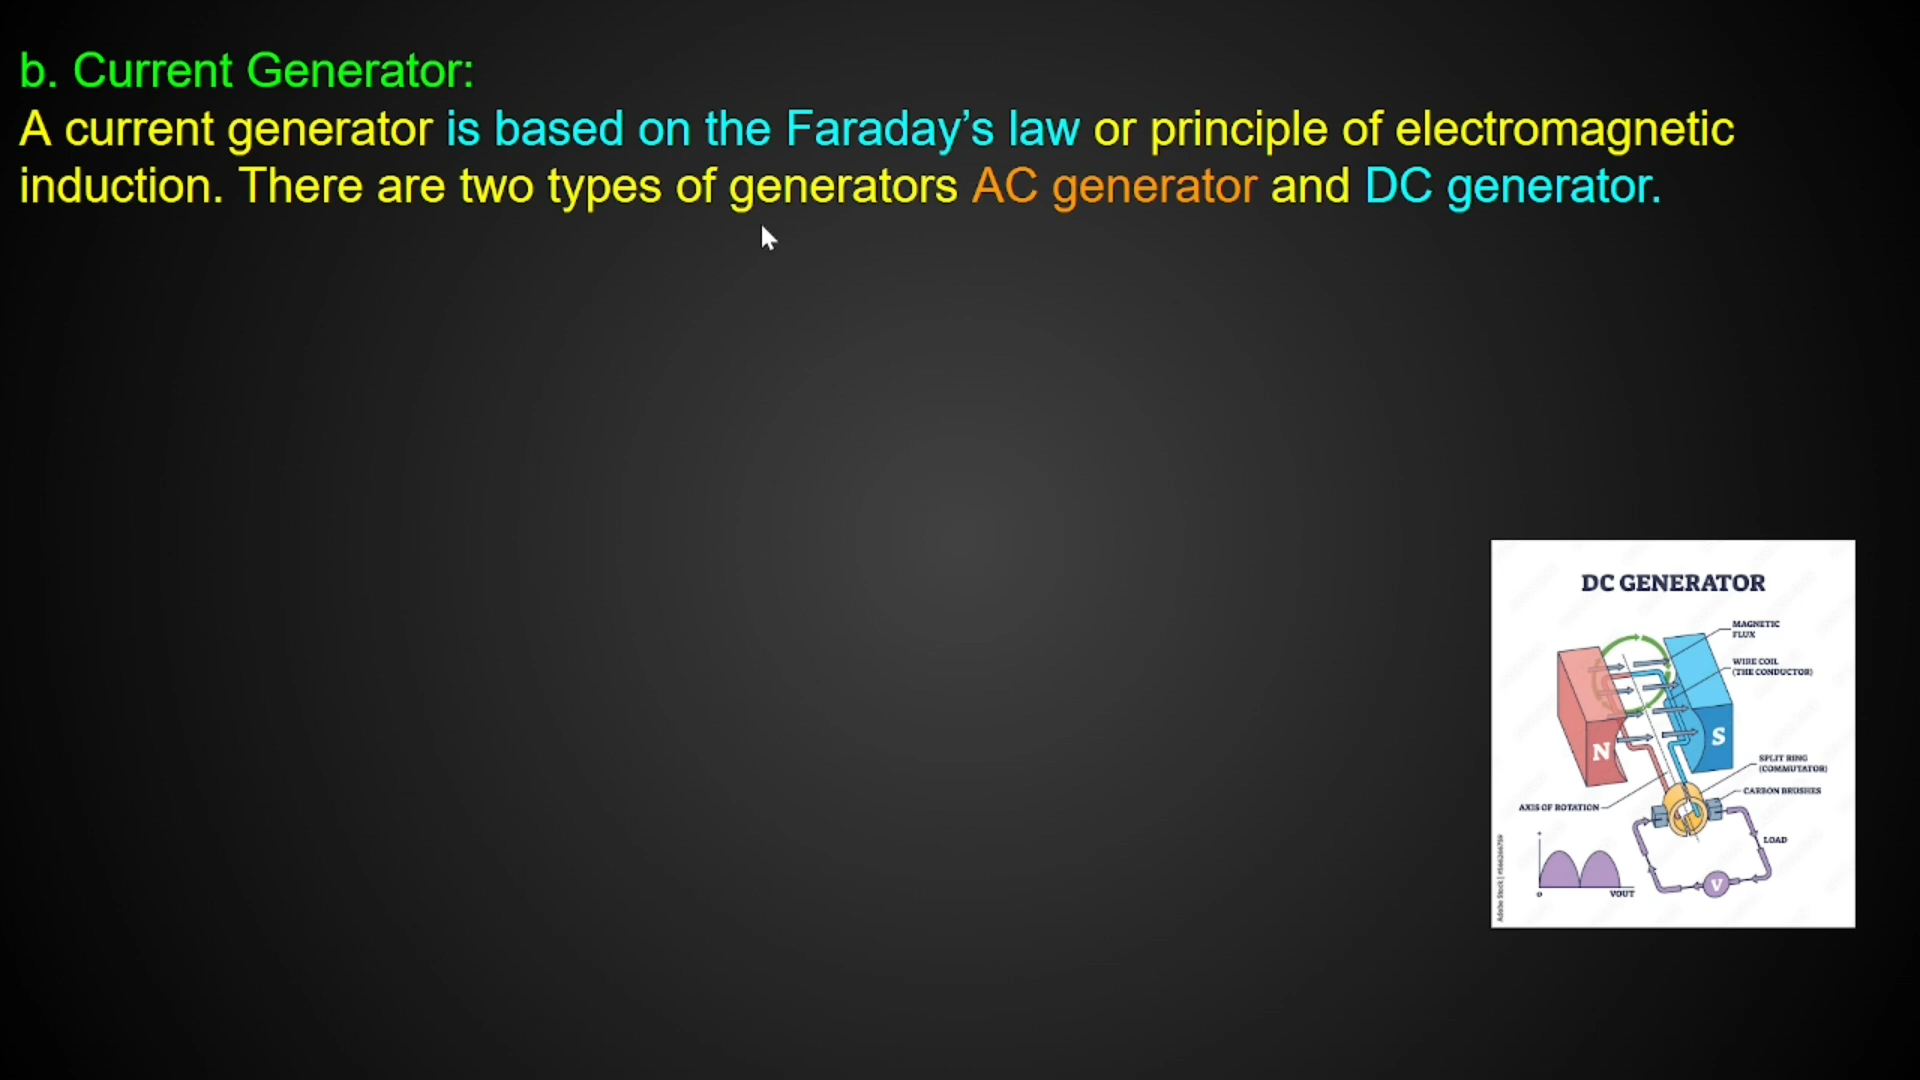 b. Current Generator:
A current generator is based on the Faraday’s law or principle of electromagnetic
induction. There are two types of generators AC generator and DC generator.
DC GENERATOR
MAGNETIC
FLUX
WIRE COIL
(THE CONDUCTOR)
N
S
SPLIT RING
(COMMUTATOR)
CARBON BRUSHES
AXIS OF ROTATION
LOAD
V
+
0
VOUT